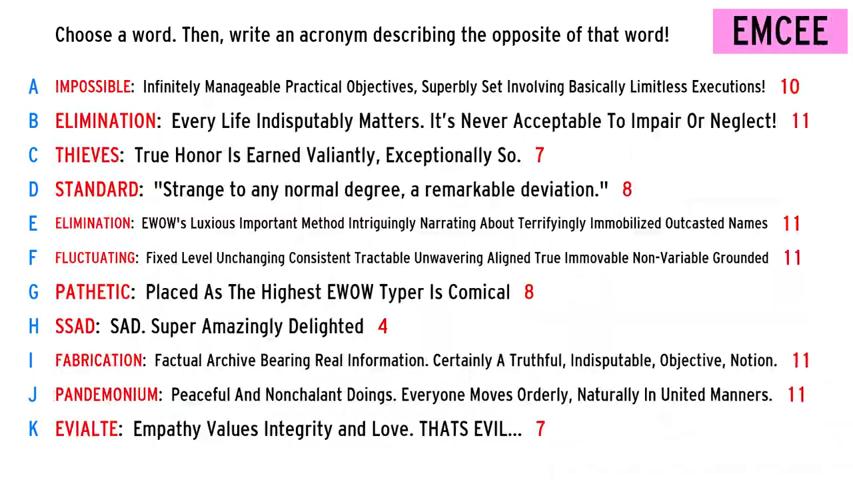 Choose a word. Then, write an acronym describing the opposite of that word!
EMCEE
A IMPOSSIBLE: Infinitely Manageable Practical Objectives, Superbly Set Involving Basically Limitless Executions! 10
B ELIMINATION: Every Life Indisputably Matters. It's Never Acceptable To Impair Or Neglect! 11
C THIEVES: True Honor Is Earned Valiantly, Exceptionally So. 7
D STANDARD: "Strange to any normal degree, a remarkable deviation." 8
E ELIMINATION: EWOW's Luxious Important Method Intriguingly Narrating About Terrifyingly Immobilized Outcasted Names 11
F FLUCTUATING: Fixed Level Unchanging Consistent Tractable Unwavering Aligned True Immovable Non-Variable Grounded 11
G PATHETIC: Placed As The Highest EWOW Typer Is Comical 8
H SSAD: SAD. Super Amazingly Delighted 4
I FABRICATION: Factual Archive Bearing Real Information. Certainly A Truthful, Indisputable, Objective, Notion. 11
J PANDEMONIUM: Peaceful And Nonchalant Doings. Everyone Moves Orderly, Naturally In United Manners. 11
K EVIALTE: Empathy Values Integrity and Love. THATS EVIL... 7